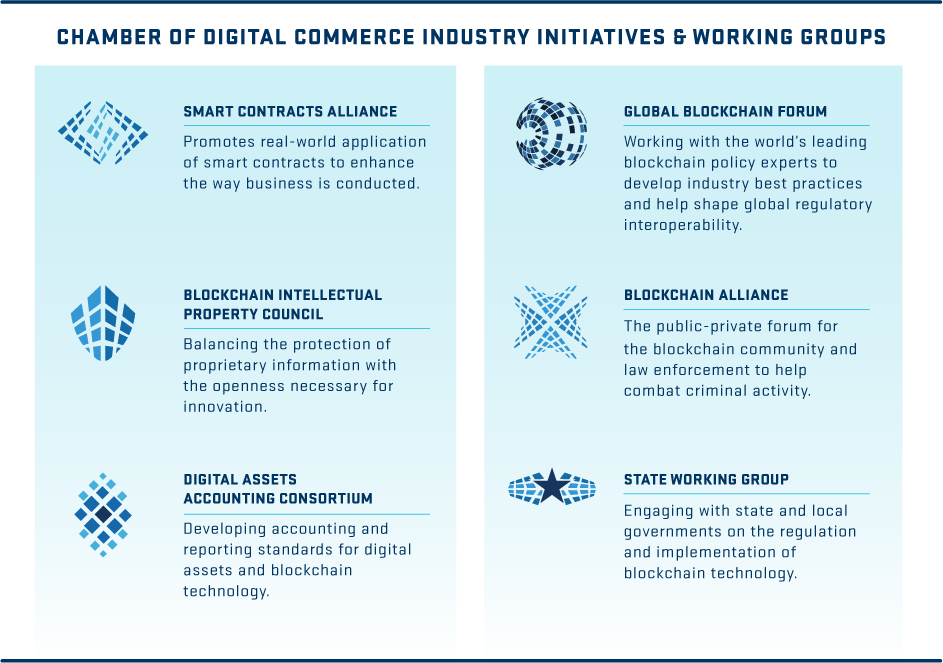 CHAMBER OF DIGITAL COMMERCE INDUSTRY INITIATIVES & WORKING GROUPS
SMART CONTRACTS ALLIANCE
Promotes real-world application
of smart contracts to enhance
the way business is conducted.
BLOCKCHAIN INTELLECTUAL
PROPERTY COUNCIL
Balancing the protection of
proprietary information with
the openness necessary for
innovation.
DIGITAL ASSETS
ACCOUNTING CONSORTIUM
Developing accounting and
reporting standards for digital
assets and blockchain
technology.
GLOBAL BLOCKCHAIN FORUM
Working with the world's leading
blockchain policy experts to
develop industry best practices
and help shape global regulatory
interoperability.
BLOCKCHAIN ALLIANCE
The public-private forum for
the blockchain community and
law enforcement to help
combat criminal activity.
STATE WORKING GROUP
Engaging with state and local
governments on the regulation
and implementation of
blockchain technology.